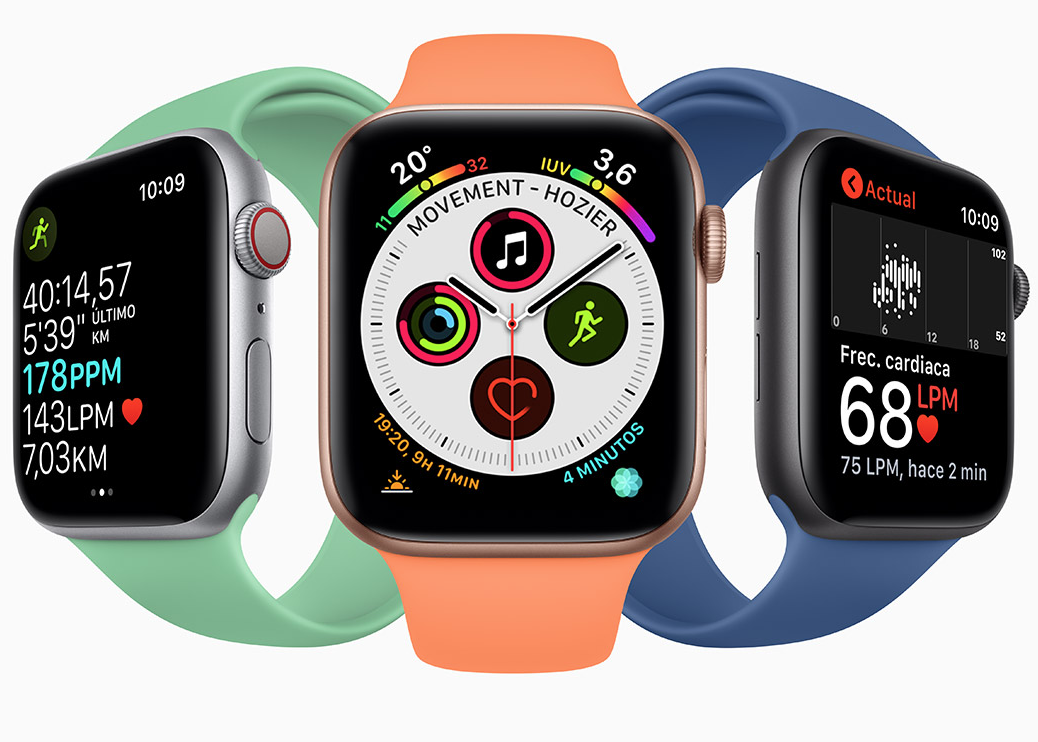 10:09
40:14,57
5'39" ÚLTIMO KM
178PPM
143LPM
7,03KM
20°
11
32
IUV
3,6
MOVEMENT - HOZIER
19:20, 9H 11MIN
4 MINUTOS
Actual
10:09
102
52
0 6 12 18
Frec. cardiaca
68 LPM
75 LPM, hace 2 min